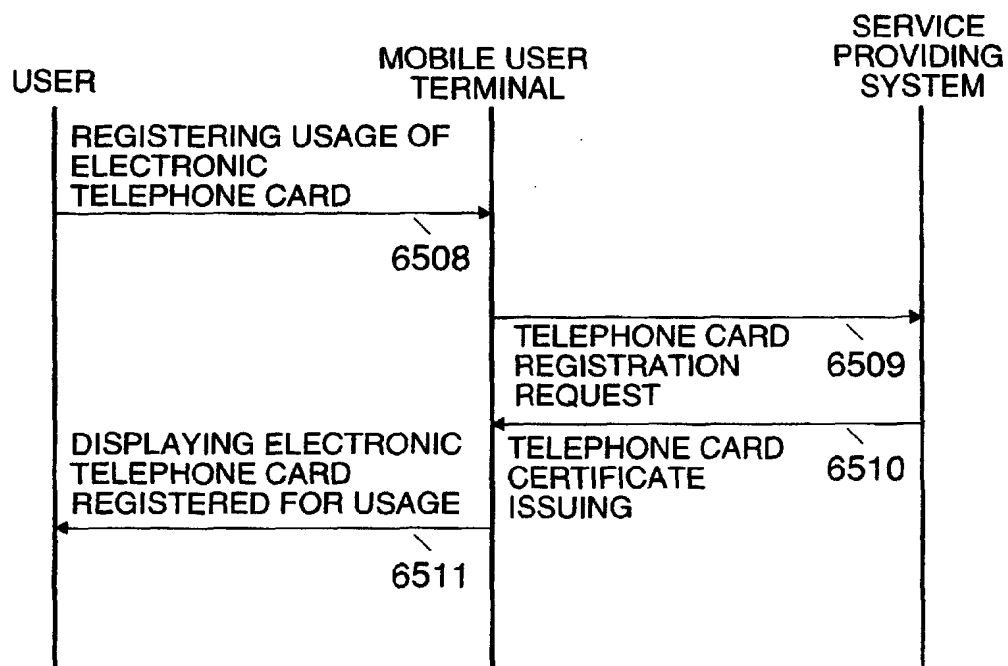 USER
MOBILE USER
TERMINAL
SERVICE
PROVIDING
SYSTEM
REGISTERING USAGE OF
ELECTRONIC
TELEPHONE CARD
6508
TELEPHONE CARD
REGISTRATION
REQUEST
6509
TELEPHONE CARD
CERTIFICATE
ISSUING
6510
DISPLAYING ELECTRONIC
TELEPHONE CARD
REGISTERED FOR USAGE
6511